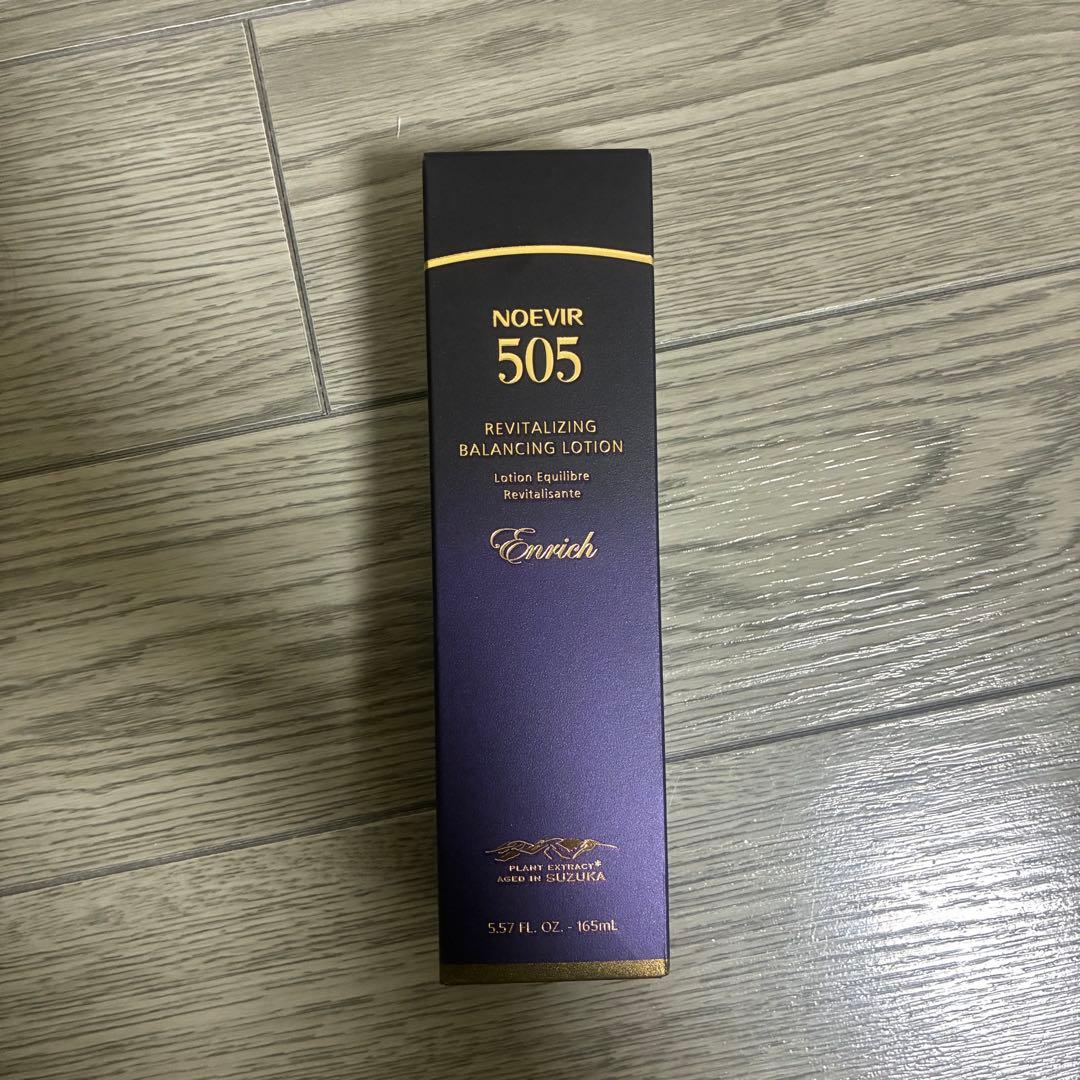 NOEVIR
505
REVITALIZING
BALANCING LOTION
Lotion Equilibre
Revitalisante
Enrich
PLANT EXTRACT*
AGED IN SUZUKA
5.57 FL. OZ. - 165mL